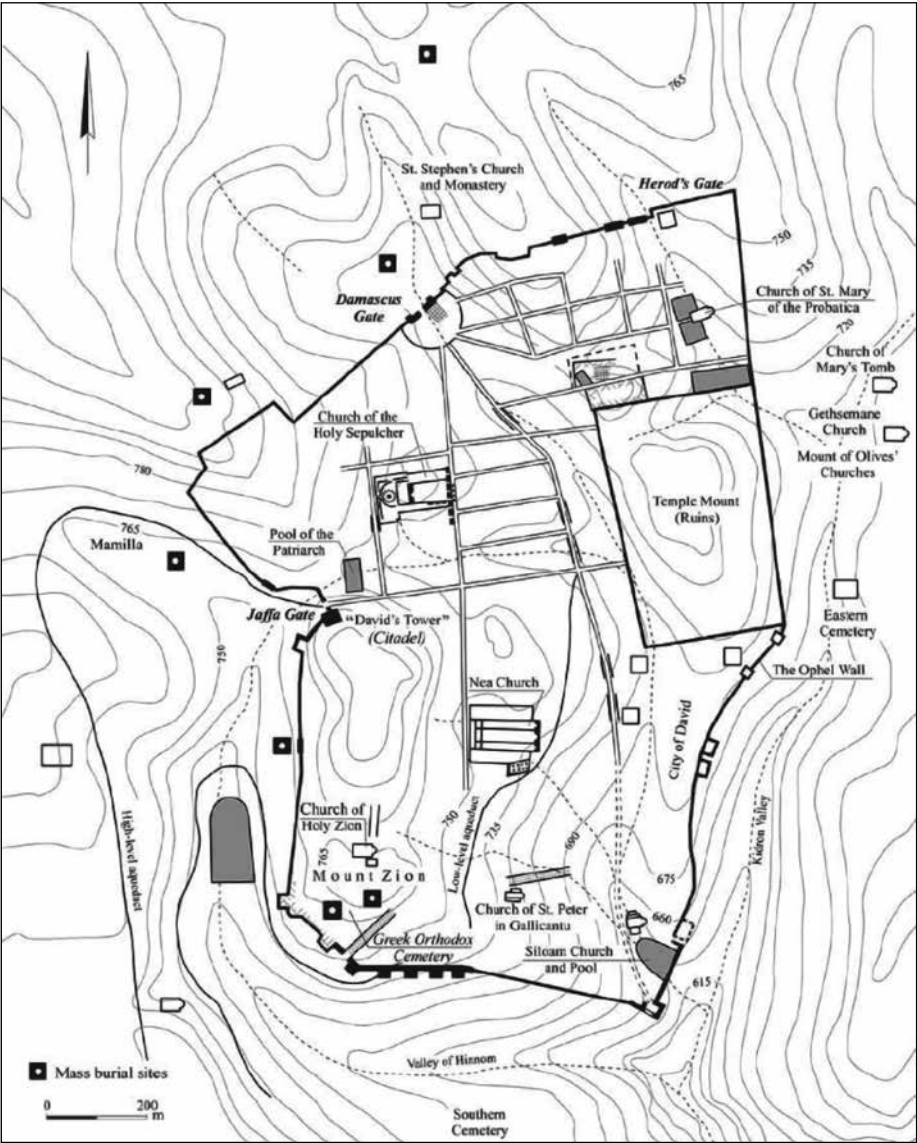 765
St. Stephen's Church
and Monastery
Herod's Gate
750
735
Damascus
Gate
Church of St. Mary
of the Probatica
720
Church of
Mary's Tomb
Church of the
Holy Sepulcher
Gethsemane
Church
Mount of Olives'
Churches
780
Temple Mount
(Ruins)
765
Mamilla
Pool of the
Patriarch
Jaffa Gate
"David's Tower"
(Citadel)
Eastern
Cemetery
750
Nea Church
The Ophel Wall
City of David
High-level aqueduct
Church of
Holy Zion
750
735
Low-level aqueduct
690
Kidron Valley
765
Mount Zion
675
Church of St. Peter
in Gallicantu
660
Greek Orthodox
Cemetery
Siloam Church
and Pool
615
Valley of Hinnom
Mass burial sites
0 200
m
Southern
Cemetery